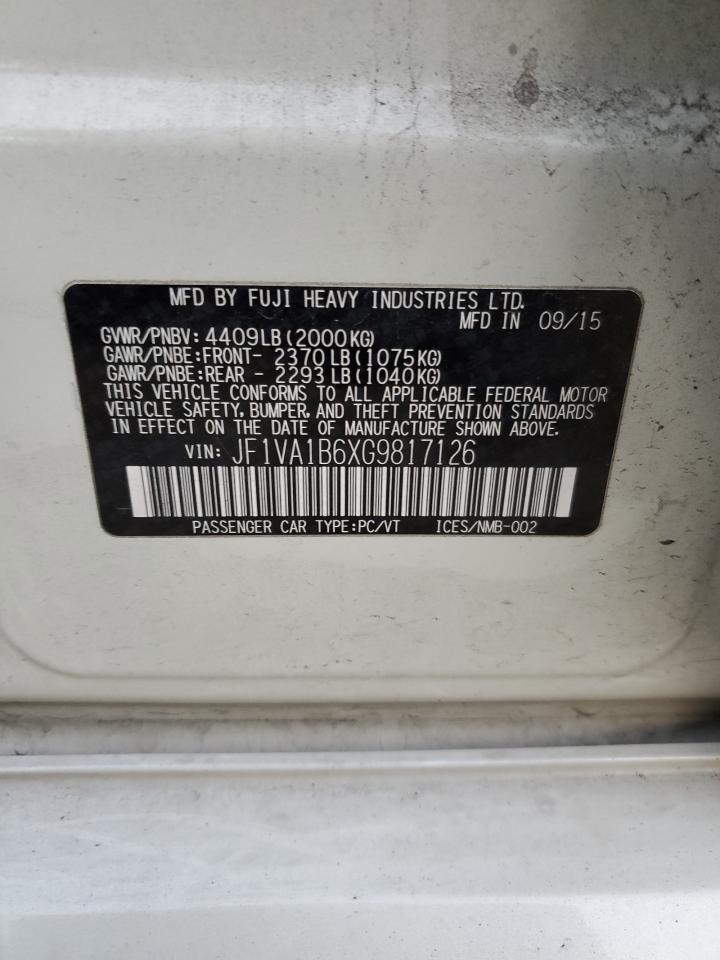 MFD BY FUJI HEAVY INDUSTRIES LTD.
MFD IN 09/15
GVWR/PNBV: 4409LB(2000KG)
GAWR/PNBE:FRONT- 2370LB(1075KG)
GAWR/PNBE:REAR - 2293LB(1040KG)
THIS VEHICLE CONFORMS TO ALL APPLICABLE FEDERAL MOTOR
VEHICLE SAFETY, BUMPER, AND THEFT PREVENTION STANDARDS
IN EFFECT ON THE DATE OF MANUFACTURE SHOWN ABOVE.
VIN: JF1VA1B6XG9817126
PASSENGER CAR TYPE:PC/VT ICES/NMB-002